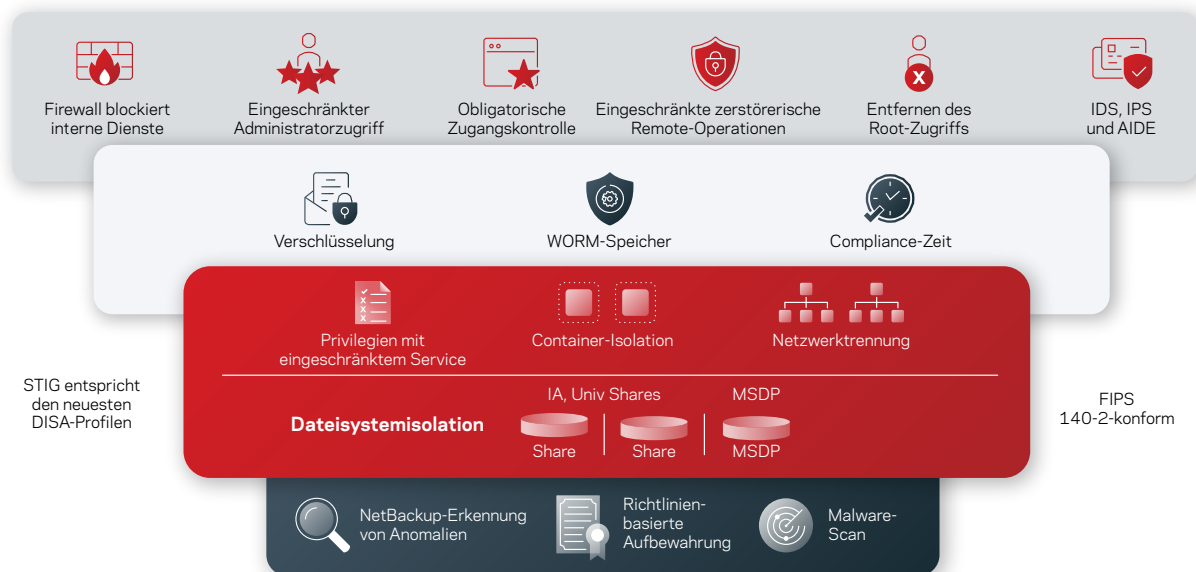 Firewall blockiert
interne Dienste
Eingeschränkter
Administratorzugriff
Obligatorische
Zugangskontrolle
Eingeschränkte zerstörerische
Remote-Operationen
Entfernen des
Root-Zugriffs
IDS, IPS
und AIDE
Verschlüsselung
WORM-Speicher
Compliance-Zeit
Privilegien mit
eingeschränktem Service
Container-Isolation
Netzwerktrennung
STIG entspricht
den neuesten
DISA-Profilen
Dateisystemisolation
IA, Univ Shares
MSDP
Share
Share
MSDP
FIPS
140-2-konform
NetBackup-Erkennung
von Anomalien
Richtlinien-
basierte
Aufbewahrung
Malware-
Scan